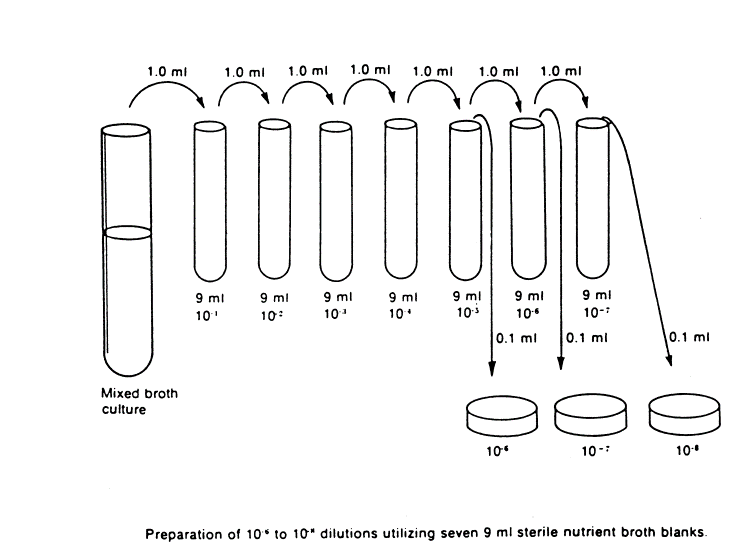 1.0 ml 1.0 ml 1.0 ml 1.0 ml 1.0 ml 1.0 ml 1.0 ml
9 ml 9 ml 9 ml 9 ml 9 ml 9 ml 9 ml
10⁻¹ 10⁻² 10⁻³ 10⁻⁴ 10⁻⁵ 10⁻⁶ 10⁻⁷
0.1 ml 0.1 ml 0.1 ml
Mixed broth
culture
10⁻⁶ 10⁻⁷ 10⁻⁸
Preparation of 10⁻⁶ to 10⁻⁸ dilutions utilizing seven 9 ml sterile nutrient broth blanks.